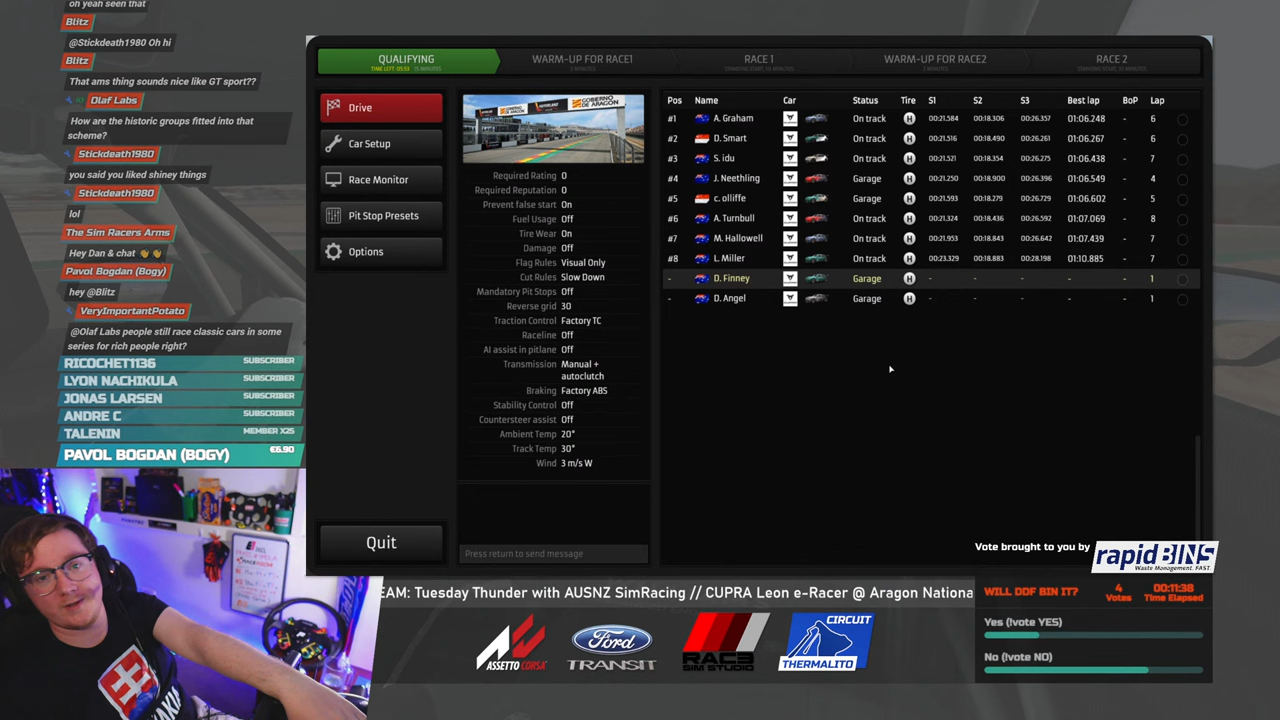 oh yeah seen that
Blitz
@Stickdeath1980 Oh hi
Blitz
That ams thing sounds nice like GT sport??
Olaf Labs
How are the historic groups fitted into that
scheme?
Stickdeath1980
you said you liked shiney things
Stickdeath1980
lol
The Sim Racers Arms
Hey Dan & chat
Pavol Bogdan (Bogy)
hey @Blitz
VeryImportantPotato
@Olaf Labs people still race classic cars in some
series for rich people right?
RICOCHET1136 SUBSCRIBER
LYON NACHIKULA SUBSCRIBER
JONAS LARSEN SUBSCRIBER
ANDRE C SUBSCRIBER
TALENIN MEMBER X25
PAVOL BOGDAN (BOGY) €6.90
QUALIFYING
WARM-UP FOR RACE1
RACE 1
WARM-UP FOR RACE2
RACE 2
Drive
Car Setup
Race Monitor
Pit Stop Presets
Options
Quit
GOBIERNO
DE ARAGON
Required Rating 0
Required Reputation 0
Prevent false start On
Fuel Usage Off
Tire Wear On
Damage Off
Flag Rules Visual Only
Cut Rules Slow Down
Mandatory Pit Stops Off
Reverse grid 30
Traction Control Factory TC
Raceline Off
AI assist in pitlane Off
Transmission Manual +
autoclutch
Braking Factory ABS
Stability Control Off
Countersteer assist Off
Ambient Temp 20°
Track Temp 30°
Wind 3 m/s W
Press return to send message
Pos Name Car Status Tire S1 S2 S3 Best lap BoP Lap
#1 A. Graham On track H 00:21.584 00:18.306 00:26.357 01:06.248 - 6
#2 D. Smart On track H 00:21.516 00:18.490 00:26.261 01:06.267 - 6
#3 S. idu On track H 00:21.521 00:18.354 00:26.275 01:06.438 - 7
#4 J. Neethling Garage H 00:21.250 00:18.900 00:26.396 01:06.549 - 4
#5 c. olliffe Garage H 00:21.593 00:18.279 00:26.729 01:06.602 - 5
#6 A. Turnbull On track H 00:21.324 00:18.436 00:26.592 01:07.069 - 8
#7 M. Hallowell On track H 00:21.953 00:18.843 00:26.642 01:07.439 - 7
#8 L. Miller On track H 00:23.329 00:18.883 00:28.198 01:10.885 - 7
- D. Finney Garage H - - - - - 1
- D. Angel Garage H - - - - - 1
Vote brought to you by
rapidBINS
Waste Management. FAST.
EAM: Tuesday Thunder with AUSNZ SimRacing // CUPRA Leon e-Racer @ Aragon Nationa
ASSETTO CORSA
Ford
TRANSIT
RAC3
SIM STUDIO
CIRCUIT
THERMALITO
WILL DDF BIN IT?
4
Votes
00:11:38
Time Elapsed
Yes (!vote YES)
No (!vote NO)